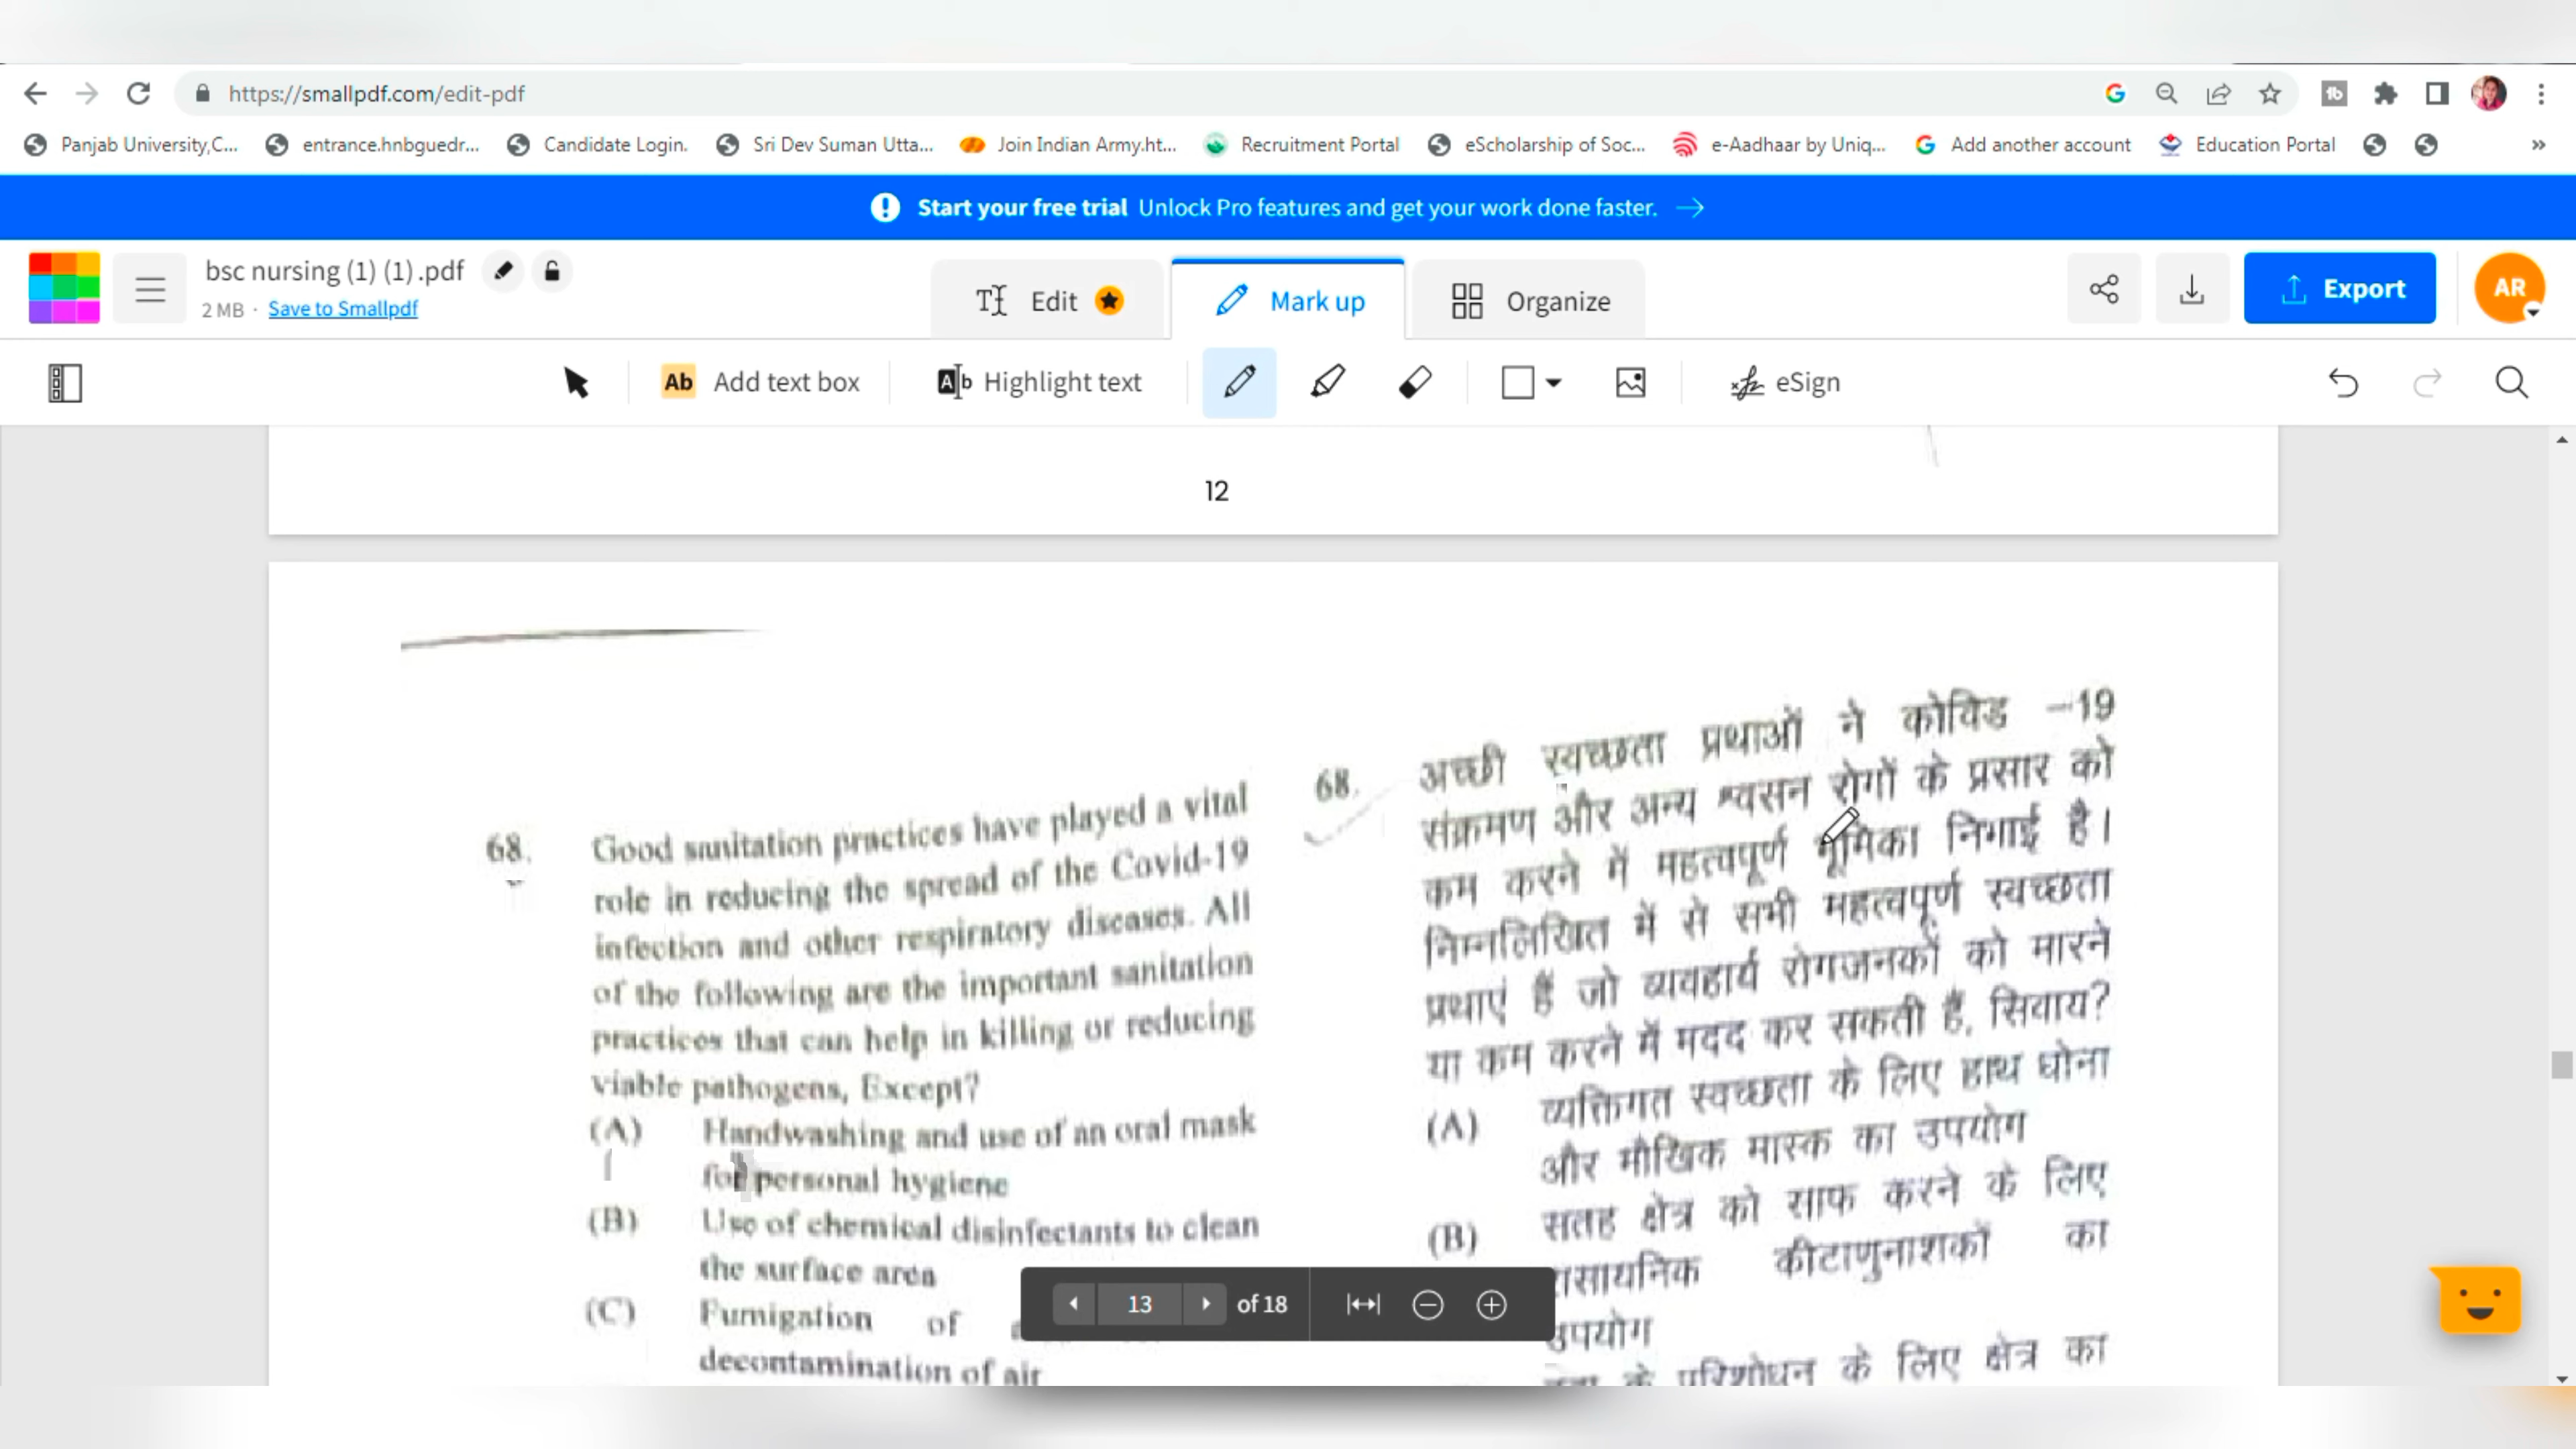 https://smallpdf.com/edit-pdf
Panjab University,C... entrance.hnbguedr... Candidate Login. Sri Dev Suman Utta... Join Indian Army.ht... Recruitment Portal eScholarship of Soc... e-Aadhaar by Uniq... Add another account Education Portal »
Start your free trial Unlock Pro features and get your work done faster. →
bsc nursing (1) (1).pdf
2 MB · Save to Smallpdf
Edit Mark up Organize
Export
AR
Ab Add text box
Highlight text
eSign
12
68. Good sanitation practices have played a vital
role in reducing the spread of the Covid-19
infection and other respiratory diseases. All
of the following are the important sanitation
practices that can help in killing or reducing
viable pathogens, Except?
(A) Handwashing and use of an oral mask
for personal hygiene
(B) Use of chemical disinfectants to clean
the surface area
(C) Fumigation of
decontamination of air
68. अच्छी स्वच्छता प्रथाओं ने कोविड –19
संक्रमण और अन्य श्वसन रोगों के प्रसार को
कम करने में महत्वपूर्ण भूमिका निभाई है।
निम्नलिखित में से सभी महत्वपूर्ण स्वच्छता
प्रथाएं हैं जो व्यवहार्य रोगजनकों को मारने
या कम करने में मदद कर सकती हैं, सिवाय?
(A) व्यक्तिगत स्वच्छता के लिए हाथ धोना
और मौखिक मास्क का उपयोग
(B) सतह क्षेत्र को साफ करने के लिए
रासायनिक कीटाणुनाशकों का
उपयोग
के परिशोधन के लिए क्षेत्र का
13 of 18